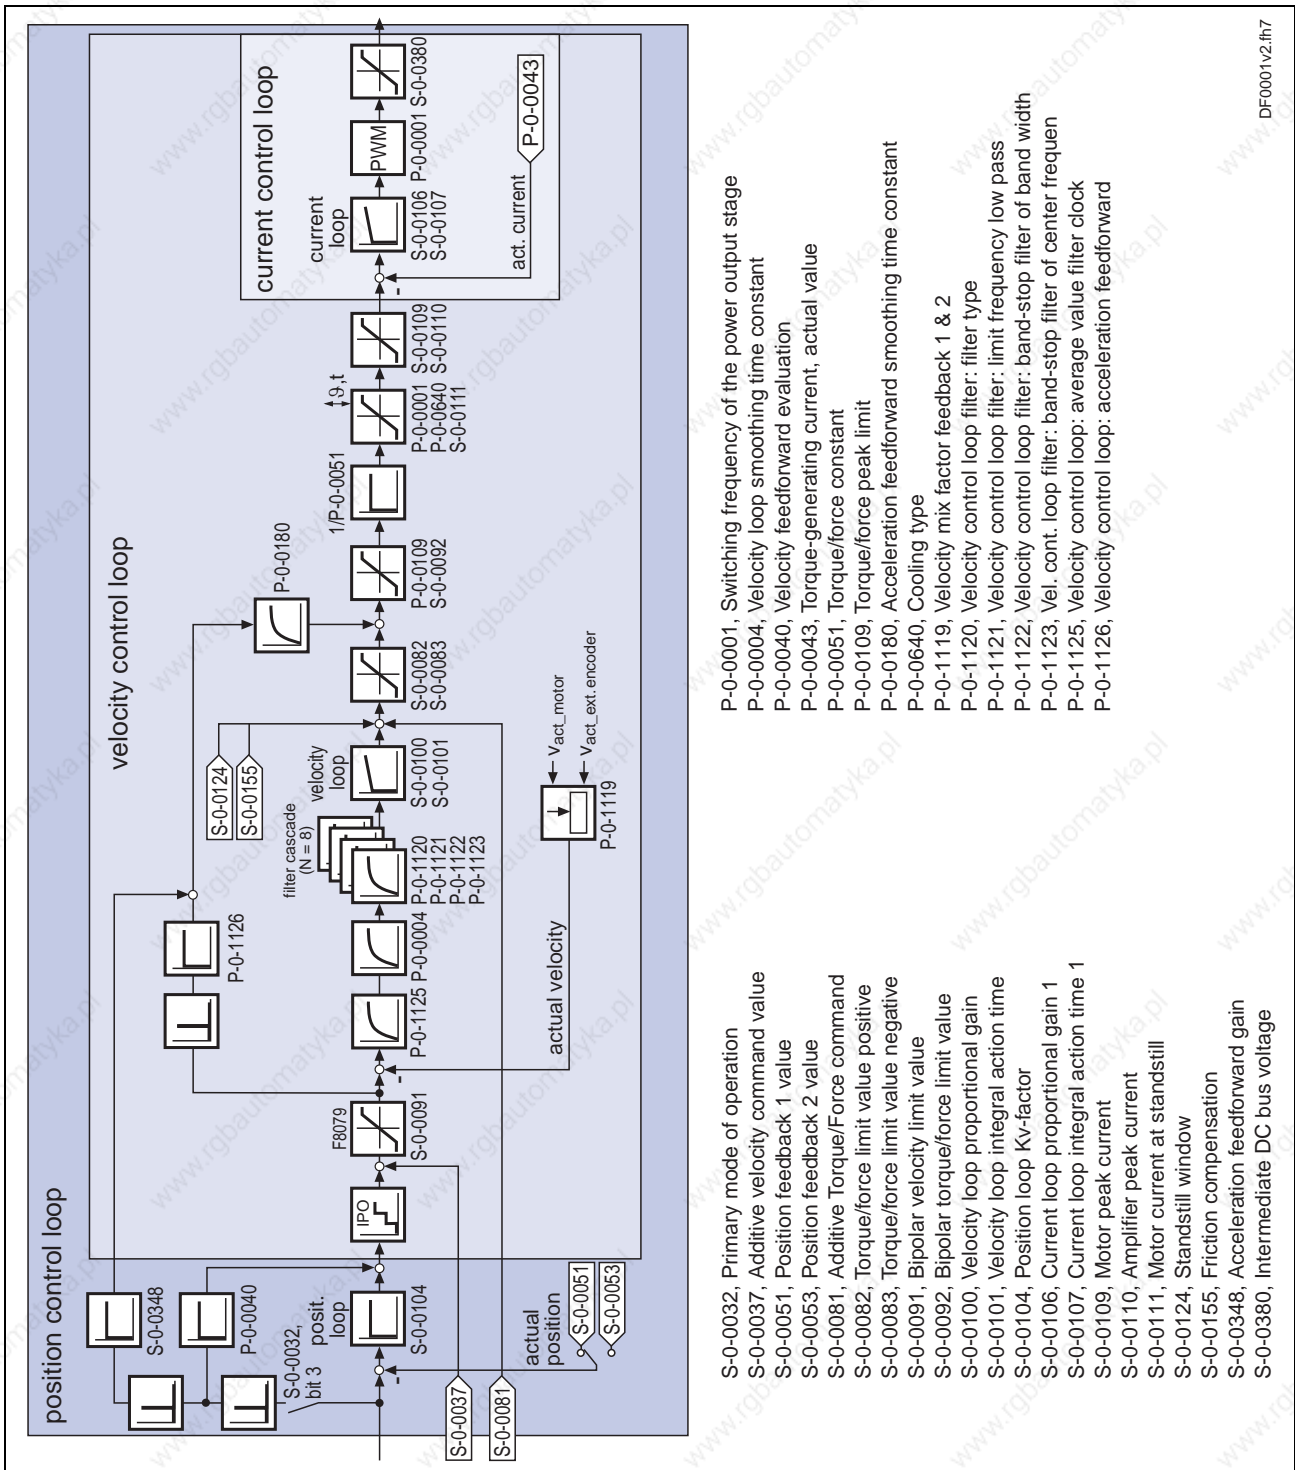 position control loop
velocity control loop
current control loop
S-0-0348
P-0-0040
S-0-0032,
bit 3
posit.
loop
S-0-0104
actual
position
S-0-0051
S-0-0053
S-0-0037
S-0-0081
IPO
F8079
S-0-0091
P-0-1126
P-0-1125
P-0-0004
actual velocity
filter cascade
(N = 8)
P-0-1120
P-0-1121
P-0-1122
P-0-1123
S-0-0124
S-0-0155
velocity
loop
S-0-0100
S-0-0101
vact_motor
vact_ext. encoder
P-0-1119
S-0-0082
S-0-0083
P-0-0180
P-0-0109
S-0-0092
1/P-0-0051
ϑ,t
P-0-0001
P-0-0640
S-0-0111
S-0-0109
S-0-0110
current
loop
S-0-0106
S-0-0107
PWM
P-0-0001
S-0-0380
act. current
P-0-0043
S-0-0032, Primary mode of operation
S-0-0037, Additive velocity command value
S-0-0051, Position feedback 1 value
S-0-0053, Position feedback 2 value
S-0-0081, Additive Torque/Force command
S-0-0082, Torque/force limit value positive
S-0-0083, Torque/force limit value negative
S-0-0091, Bipolar velocity limit value
S-0-0092, Bipolar torque/force limit value
S-0-0100, Velocity loop proportional gain
S-0-0101, Velocity loop integral action time
S-0-0104, Position loop Kv-factor
S-0-0106, Current loop proportional gain 1
S-0-0107, Current loop integral action time 1
S-0-0109, Motor peak current
S-0-0110, Amplifier peak current
S-0-0111, Motor current at standstill
S-0-0124, Standstill window
S-0-0155, Friction compensation
S-0-0348, Acceleration feedforward gain
S-0-0380, Intermediate DC bus voltage
P-0-0001, Switching frequency of the power output stage
P-0-0004, Velocity loop smoothing time constant
P-0-0040, Velocity feedforward evaluation
P-0-0043, Torque-generating current, actual value
P-0-0051, Torque/force constant
P-0-0109, Torque/force peak limit
P-0-0180, Acceleration feedforward smoothing time constant
P-0-0640, Cooling type
P-0-1119, Velocity mix factor feedback 1 & 2
P-0-1120, Velocity control loop filter: filter type
P-0-1121, Velocity control loop filter: limit frequency low pass
P-0-1122, Velocity control loop filter: band-stop filter of band width
P-0-1123, Vel. cont. loop filter: band-stop filter of center frequen
P-0-1125, Velocity control loop: average value filter clock
P-0-1126, Velocity control loop: acceleration feedforward
DF0001v2.fh7
www.rgbautomatyka.pl